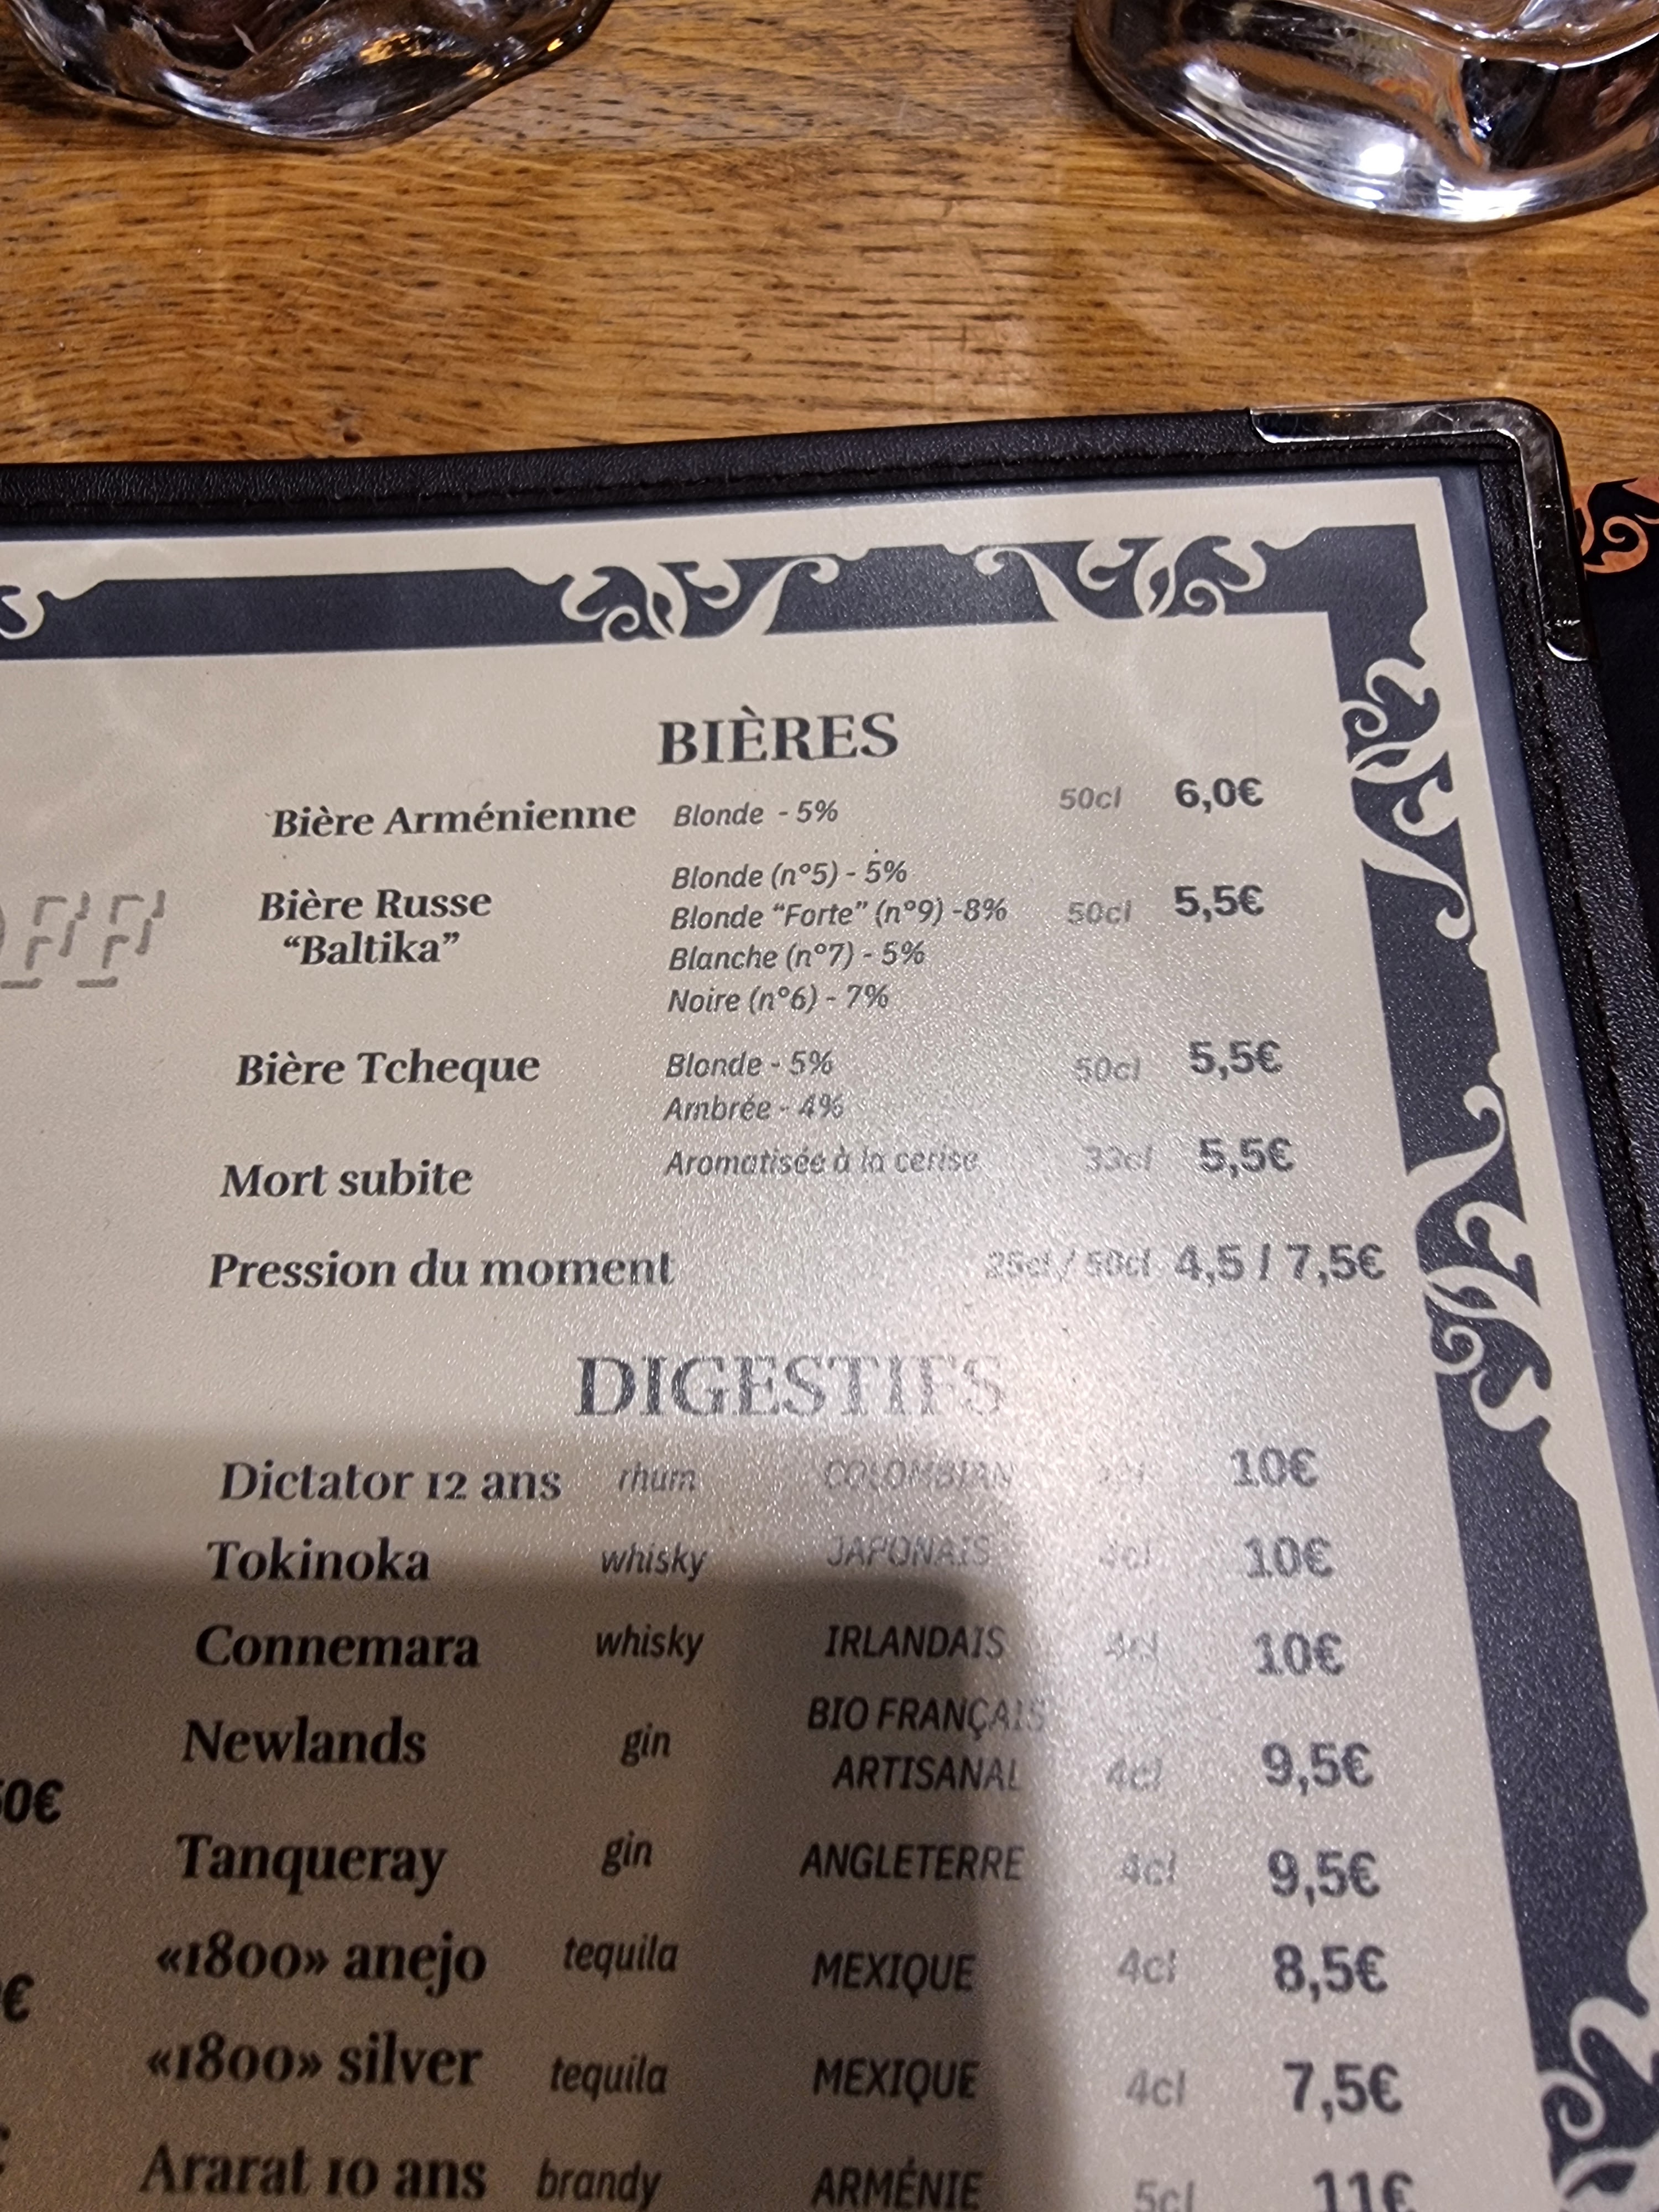 BIÈRES
Bière Arménienne Blonde - 5% 50cl 6,0€
Blonde (n°5) - 5%
Bière Russe Blonde “Forte” (n°9) -8% 50cl 5,5€
“Baltika” Blanche (n°7) - 5%
Noire (n°6) - 7%
Bière Tcheque Blonde - 5% 50cl 5,5€
Ambrée - 4%
Mort subite Aromatisée à la cerise 33cl 5,5€
Pression du moment 25cl / 50cl 4,5 / 7,5€
DIGESTIFS
Dictator 12 ans rhum COLOMBIAN 10€
Tokinoka whisky JAPONAIS 4cl 10€
Connemara whisky IRLANDAIS 4cl 10€
BIO FRANÇAIS
Newlands gin ARTISANAL 4cl 9,5€
Tanqueray gin ANGLETERRE 4cl 9,5€
«1800» anejo tequila MEXIQUE 4cl 8,5€
«1800» silver tequila MEXIQUE 4cl 7,5€
Ararat 10 ans brandy ARMÉNIE 5cl 11€